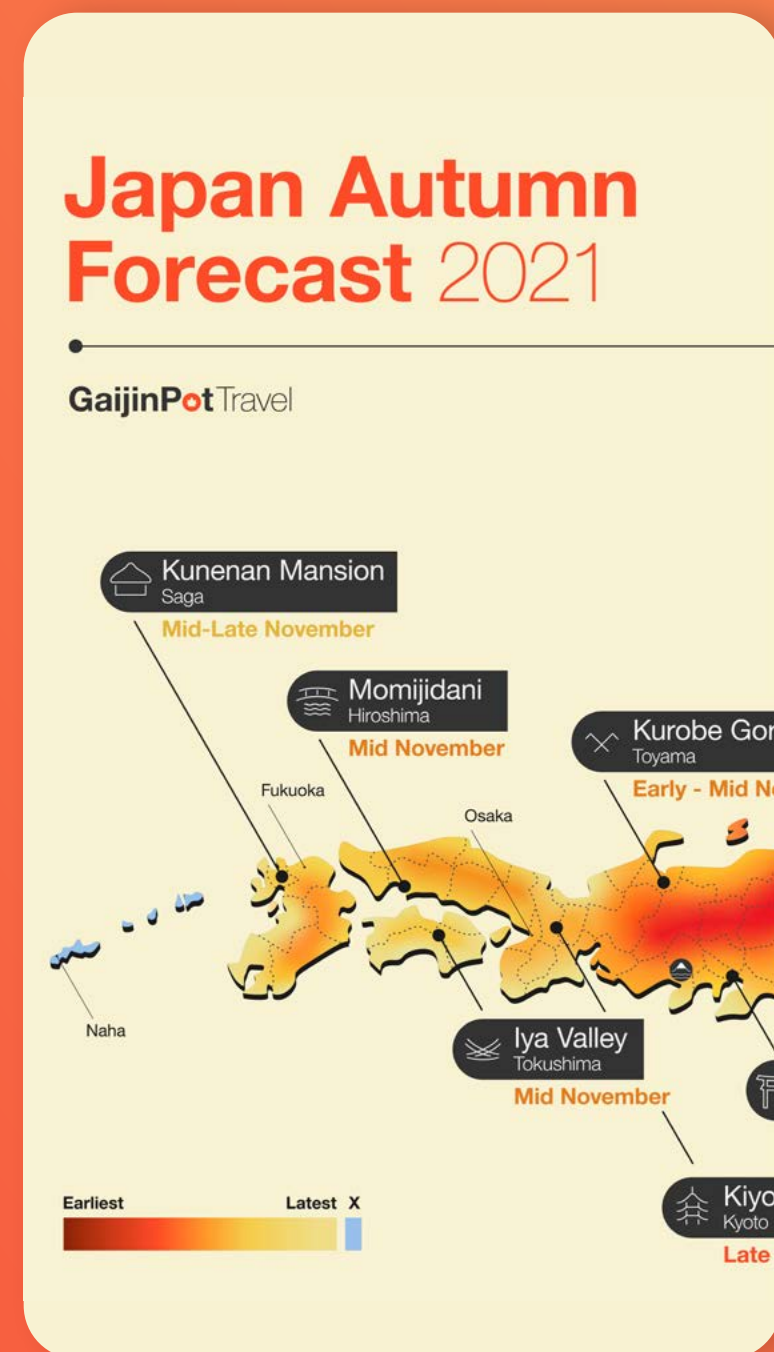 Japan Autumn
Forecast 2021
GaijinPot Travel
Kunenan Mansion
Saga
Mid-Late November
Momijidani
Hiroshima
Mid November
Kurobe Gor
Toyama
Early - Mid No
Fukuoka
Osaka
Naha
Iya Valley
Tokushima
Mid November
Kiyo
Kyoto
Late
Earliest Latest X